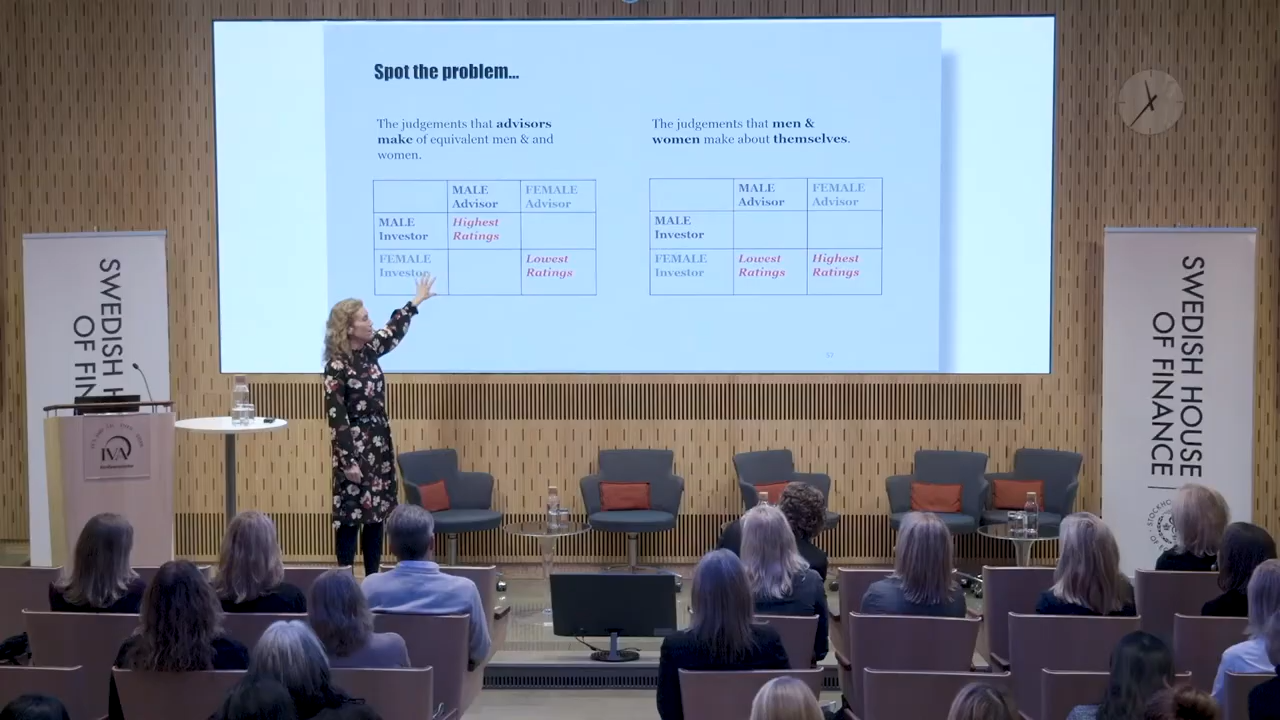 Spot the problem...
The judgements that advisors
make of equivalent men & and
women.
MALE
Advisor
FEMALE
Advisor
MALE
Investor
Highest
Ratings
FEMALE
Investor
Lowest
Ratings
The judgements that men &
women make about themselves.
MALE
Advisor
FEMALE
Advisor
MALE
Investor
FEMALE
Investor
Lowest
Ratings
Highest
Ratings
SWEDISH H
OF FIN
IVA
SWEDISH HOUSE
OF FINANCE